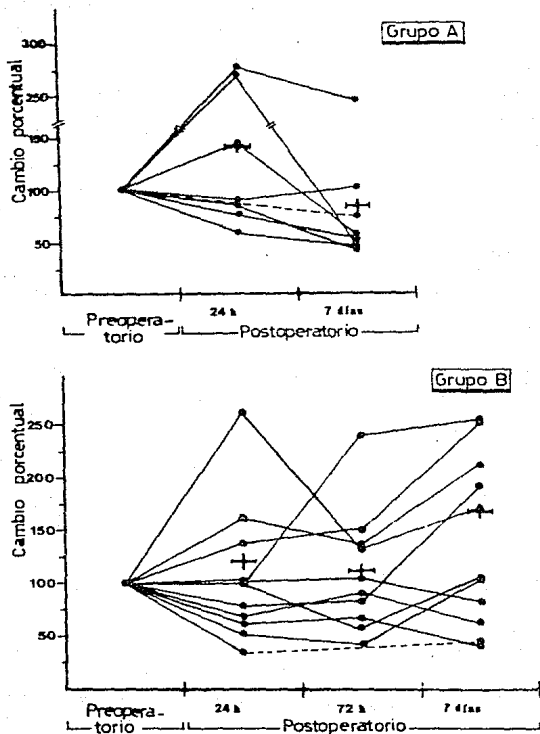 Grupo A
Cambio porcentual
300
250
150
100
50
24 h
7 días
Preopera-
torio
Postoperatorio
Grupo B
Cambio porcentual
250
200
150
100
50
24 h
72 h
7 días
Preopera-
torio
Postoperatorio